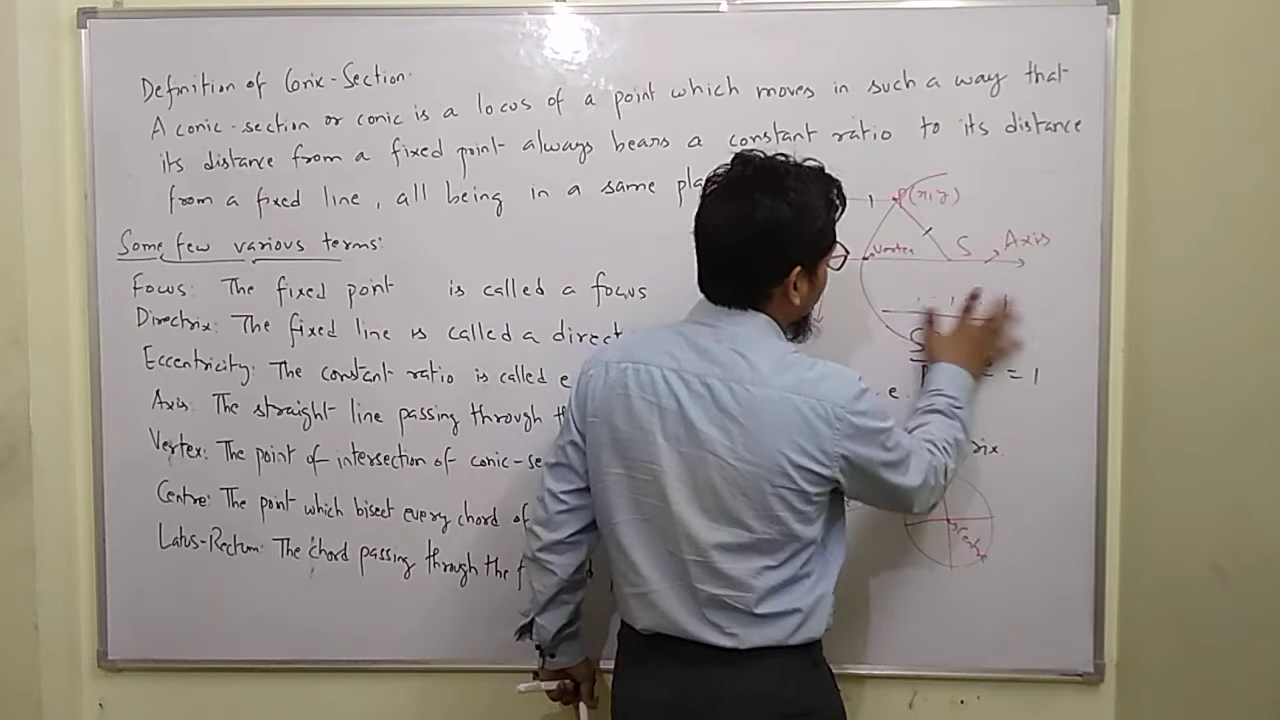 Definition of Conic-Section.
A conic-section or conic is a locus of a point which moves in such a way that
its distance from a fixed point always bears a constant ratio to its distance
from a fixed line, all being in a same
Some few various terms:
Focus: The fixed point is called a focus
Directrix: The fixed line is called a
Eccentricity: The constant ratio is called
Axis: The straight line passing through
Vertex: The point of intersection of conic-
Centre: The point which bisect every chord of
Latus-Rectum: The chord passing through the
P(x,y)
Vertex S Axis
= 1
e.